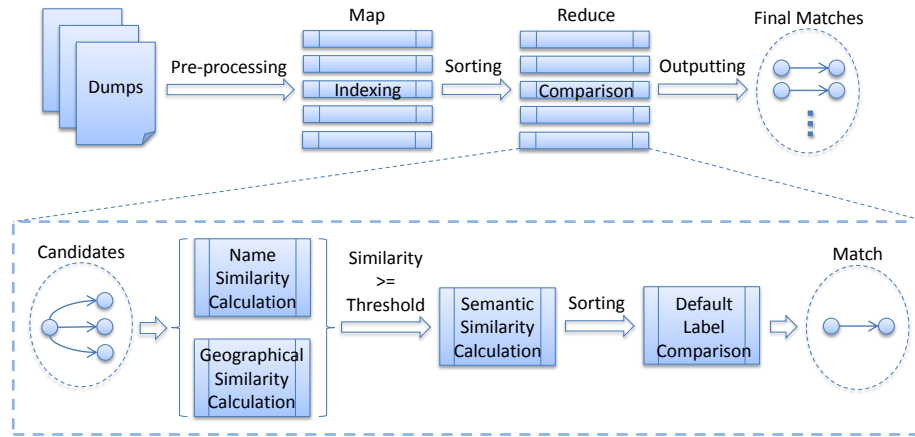 Map
Reduce
Final Matches
Dumps
Pre-processing
Indexing
Sorting
Comparison
Outputting
Candidates
Name
Similarity
Calculation
Geographical
Similarity
Calculation
Similarity
>=
Threshold
Semantic
Similarity
Calculation
Sorting
Default
Label
Comparison
Match